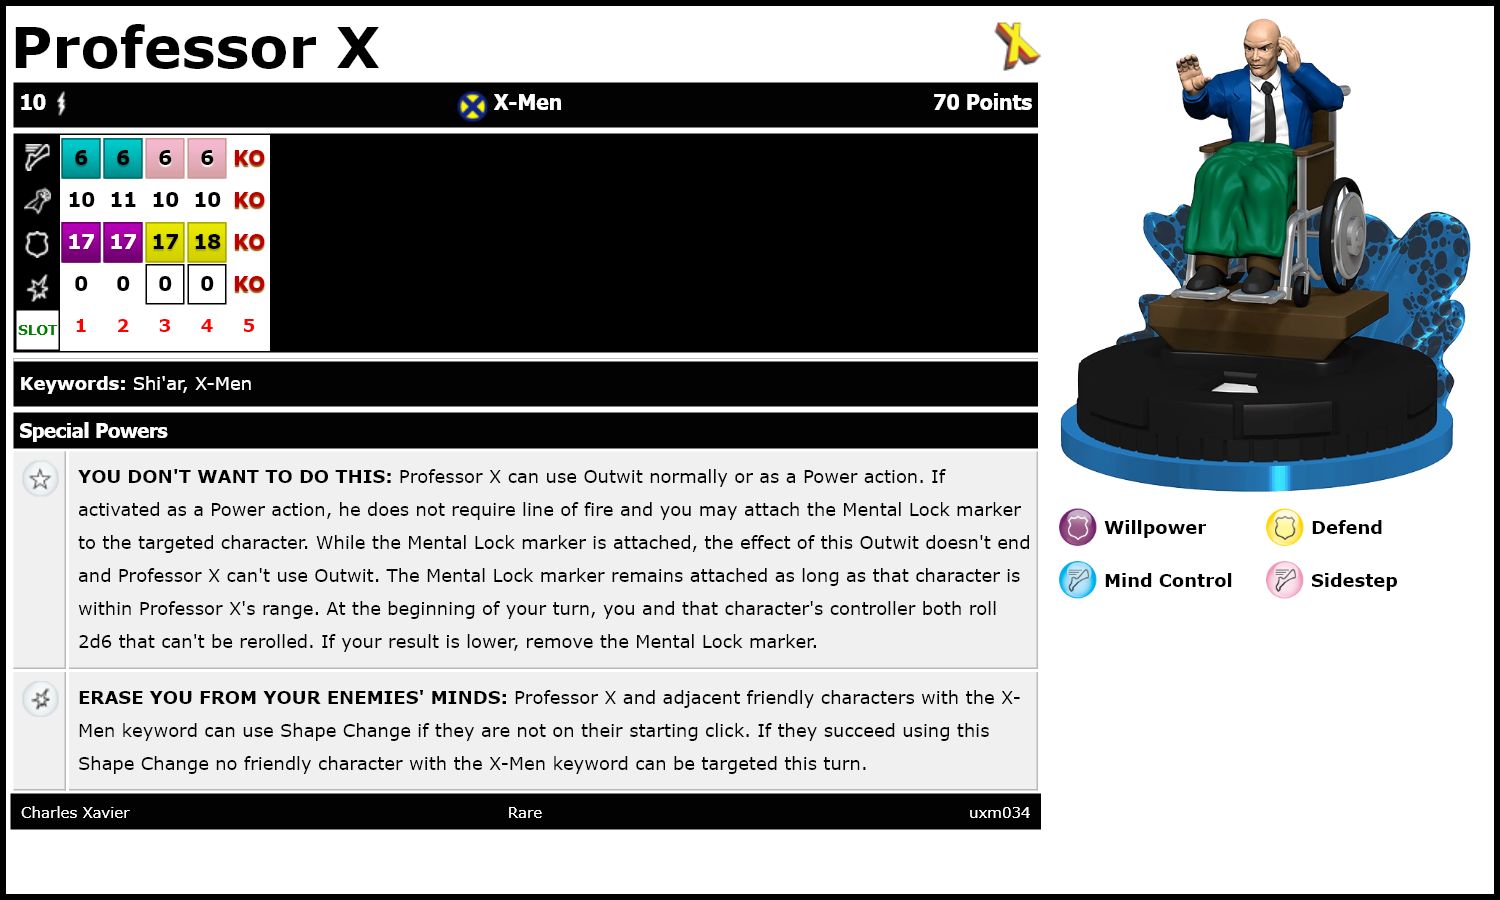 Professor X
10 X-Men 70 Points
6 6 6 6 KO
10 11 10 10 KO
17 17 17 18 KO
0 0 0 0 KO
SLOT 1 2 3 4 5
Keywords: Shi'ar, X-Men
Special Powers
YOU DON'T WANT TO DO THIS: Professor X can use Outwit normally or as a Power action. If
activated as a Power action, he does not require line of fire and you may attach the Mental Lock marker
to the targeted character. While the Mental Lock marker is attached, the effect of this Outwit doesn't end
and Professor X can't use Outwit. The Mental Lock marker remains attached as long as that character is
within Professor X's range. At the beginning of your turn, you and that character's controller both roll
2d6 that can't be rerolled. If your result is lower, remove the Mental Lock marker.
ERASE YOU FROM YOUR ENEMIES' MINDS: Professor X and adjacent friendly characters with the X-
Men keyword can use Shape Change if they are not on their starting click. If they succeed using this
Shape Change no friendly character with the X-Men keyword can be targeted this turn.
Charles Xavier Rare uxm034
Willpower Defend
Mind Control Sidestep